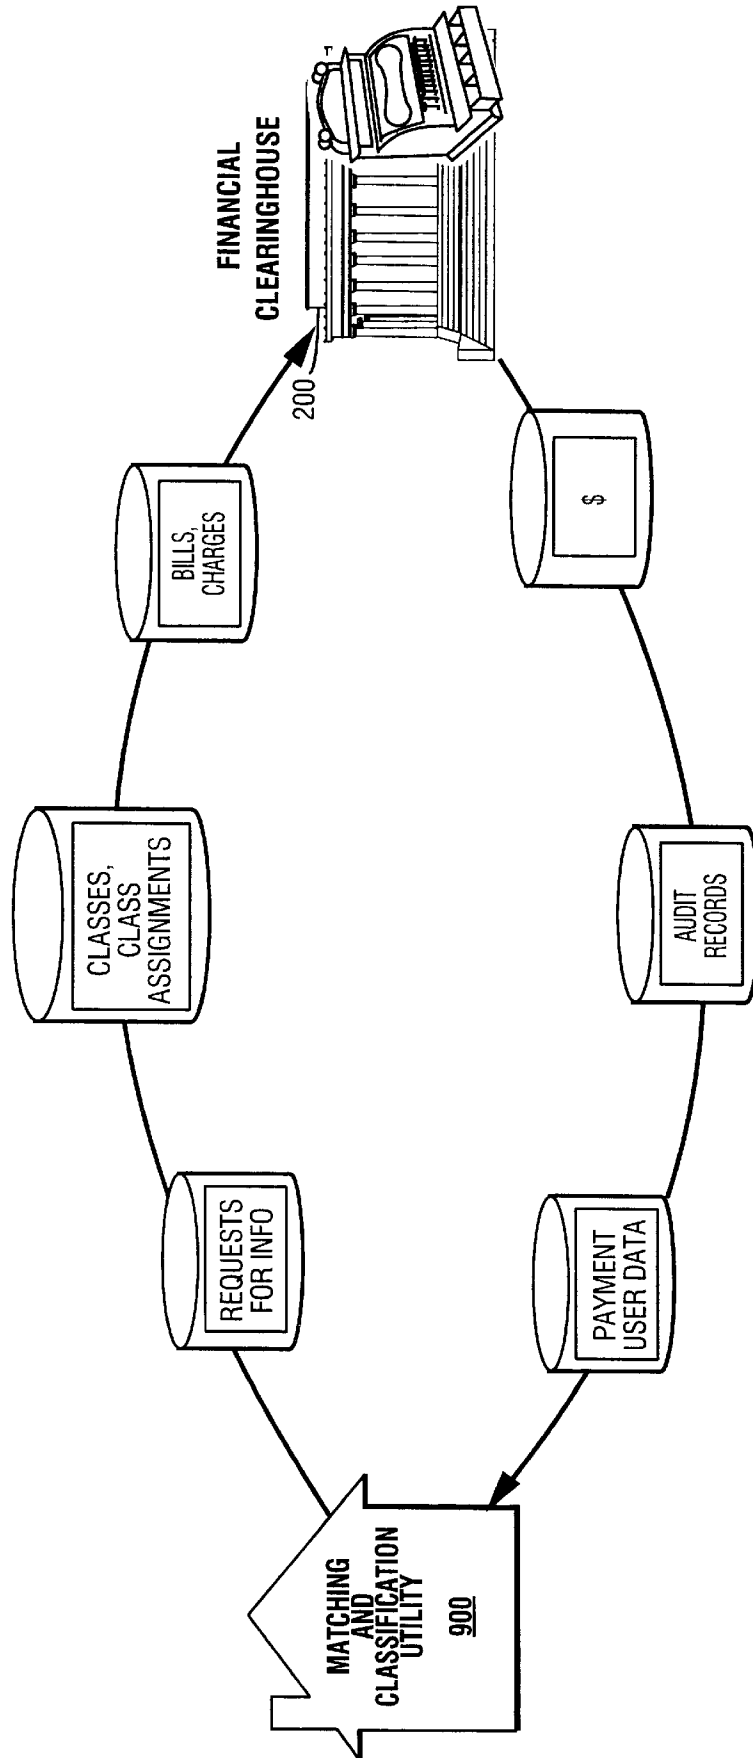 FINANCIAL
CLEARINGHOUSE
200
BILLS,
CHARGES
CLASSES,
CLASS
ASSIGNMENTS
REQUESTS
FOR INFO
MATCHING
AND
CLASSIFICATION
UTILITY
900
PAYMENT
USER DATA
AUDIT
RECORDS
$